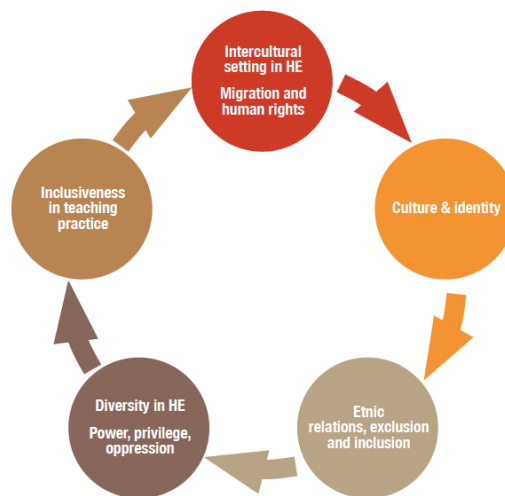 Intercultural
setting in HE
Migration and
human rights
Culture & identity
Etnic
relations, exclusion
and inclusion
Diversity in HE
Power, privilege,
oppression
Inclusiveness
in teaching
practice